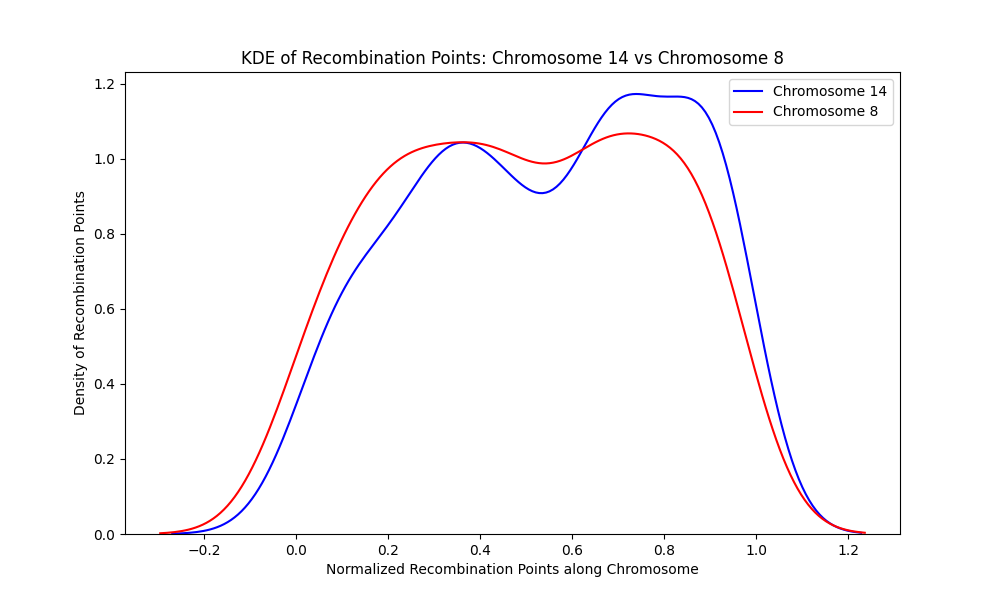 KDE of Recombination Points: Chromosome 14 vs Chromosome 8
Chromosome 14
Chromosome 8
Density of Recombination Points
1.2
1.0
0.8
0.6
0.4
0.2
0.0
−0.2 0.0 0.2 0.4 0.6 0.8 1.0 1.2
Normalized Recombination Points along Chromosome